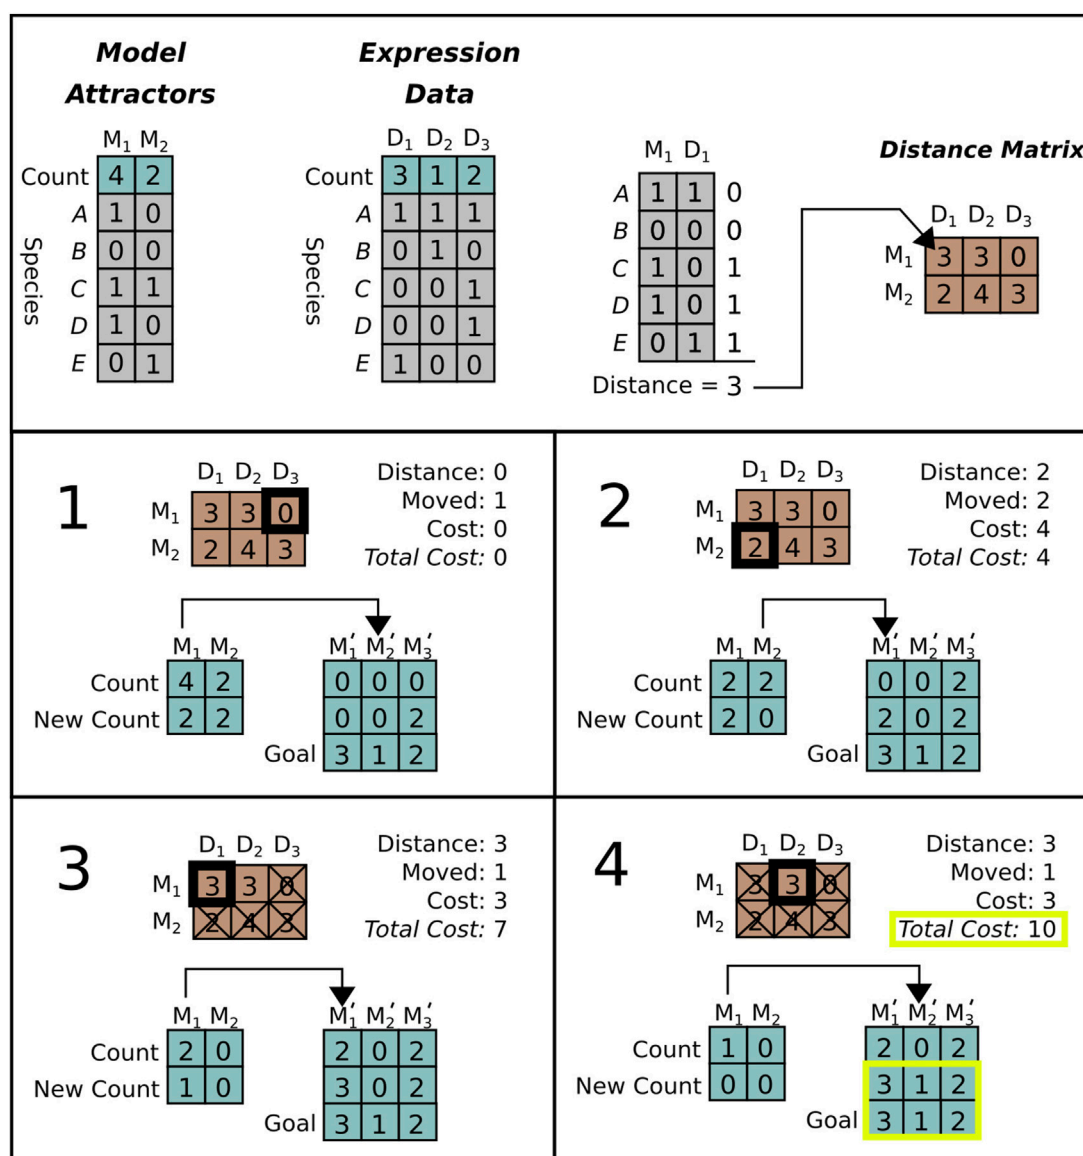 Model Attractors
Expression Data
M1 M2
Count 4 2
A 1 0
B 0 0
C 1 1
D 1 0
E 0 1
Species
D1 D2 D3
Count 3 1 2
A 1 1 1
B 0 1 0
C 0 0 1
D 0 0 1
E 1 0 0
Species
M1 D1
A 1 1 0
B 0 0 0
C 1 0 1
D 1 0 1
E 0 1 1
Distance = 3
Distance Matrix
D1 D2 D3
M1 3 3 0
M2 2 4 3
1
D1 D2 D3
M1 3 3 0
M2 2 4 3
Distance: 0
Moved: 1
Cost: 0
Total Cost: 0
M1 M2 M1′ M2′ M3′
Count 4 2 0 0 0
New Count 2 2 0 0 2
Goal 3 1 2
2
D1 D2 D3
M1 3 3 0
M2 2 4 3
Distance: 2
Moved: 2
Cost: 4
Total Cost: 4
M1 M2 M1′ M2′ M3′
Count 2 2 0 0 2
New Count 2 0 2 0 2
Goal 3 1 2
3
D1 D2 D3
M1 3 3 0
M2 2 4 3
Distance: 3
Moved: 1
Cost: 3
Total Cost: 7
M1 M2 M1′ M2′ M3′
Count 2 0 2 0 2
New Count 1 0 3 0 2
Goal 3 1 2
4
D1 D2 D3
M1 3 3 0
M2 2 4 3
Distance: 3
Moved: 1
Cost: 3
Total Cost: 10
M1 M2 M1′ M2′ M3′
Count 1 0 2 0 2
New Count 0 0 3 1 2
Goal 3 1 2